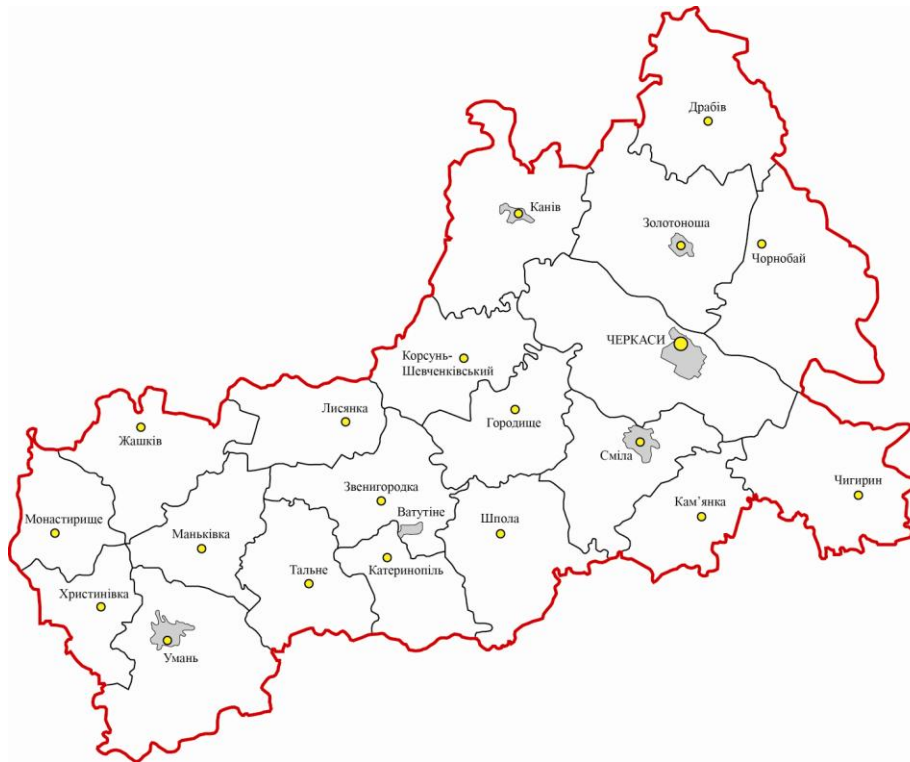 Драбів
Канів
Золотоноша
Чорнобай
ЧЕРКАСИ
Корсунь-
Шевченківський
Лисянка
Городище
Жашків
Сміла
Звенигородка
Чигирин
Кам’янка
Ватутіне
Шпола
Монастирище
Маньківка
Тальне
Катеринопіль
Христинівка
Умань